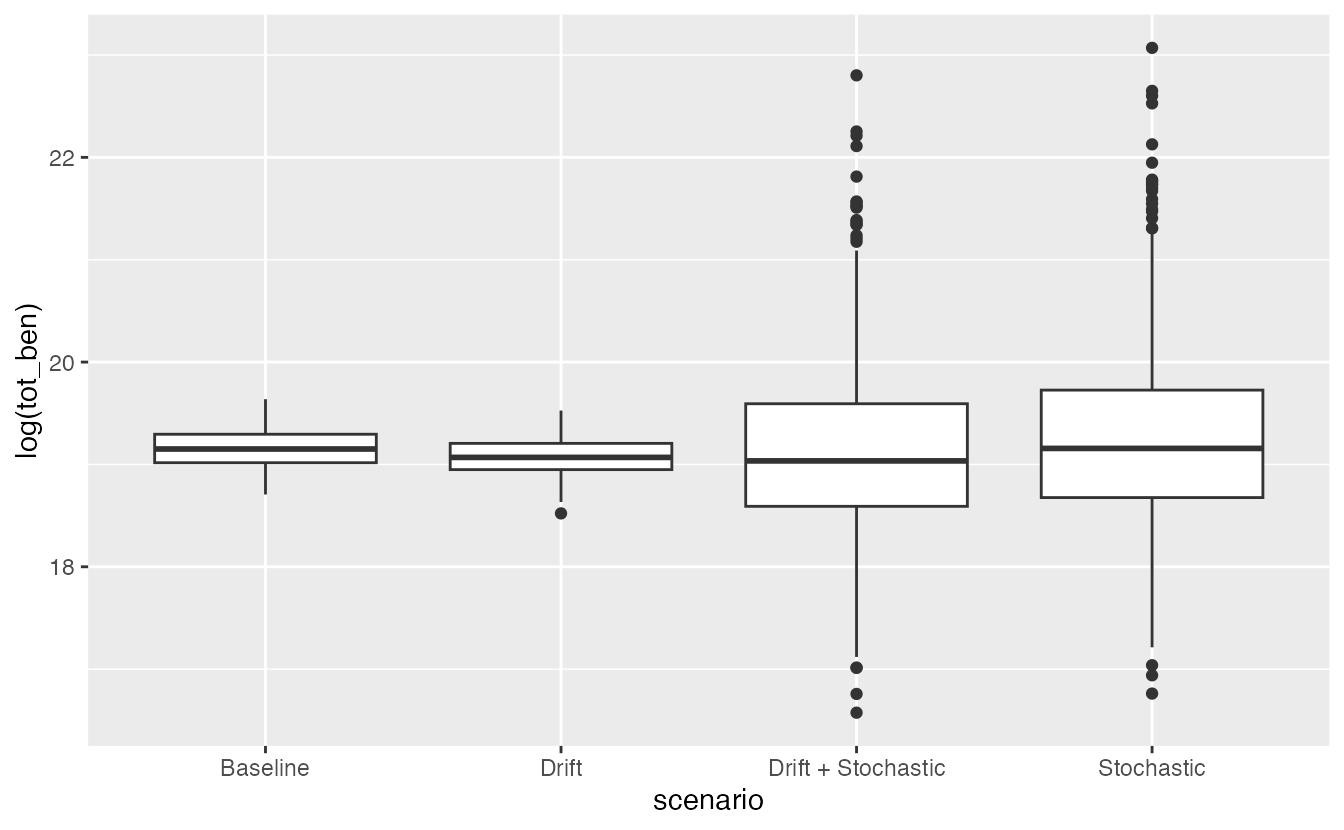 log(tot_ben)
22
20
18
Baseline
Drift
Drift + Stochastic
Stochastic
scenario